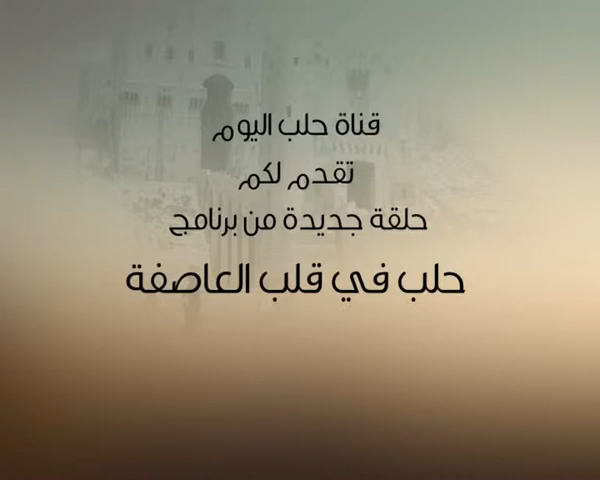 قناة حلب اليوم
تقدم لكم
حلقة جديدة من برنامج
حلب في قلب العاصفة